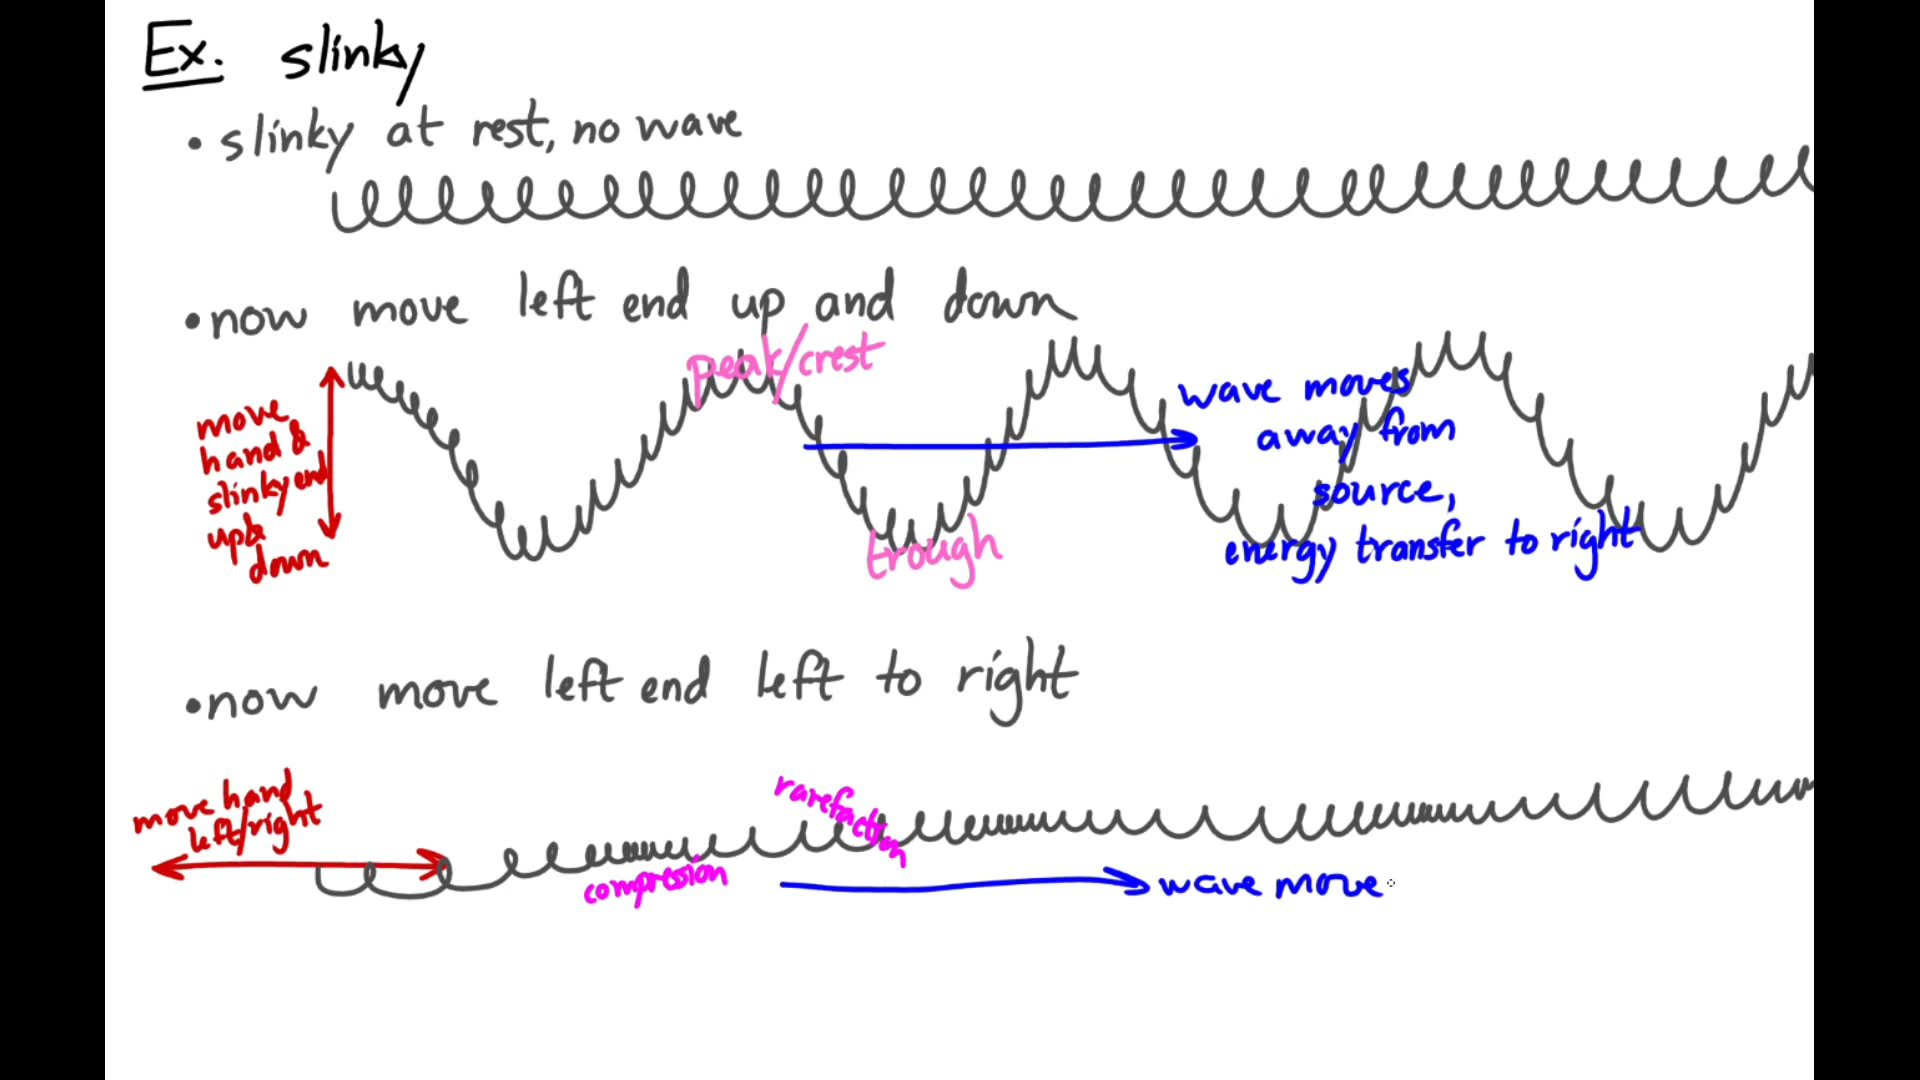 Ex. slinky
• slinky at rest, no wave
• now move left end up and down
peak/crest
move
hand &
slinky end
up &
down
wave moves
away from
source,
energy transfer to right
trough
• now move left end left to right
move hand
left/right
rarefaction
compression
wave move